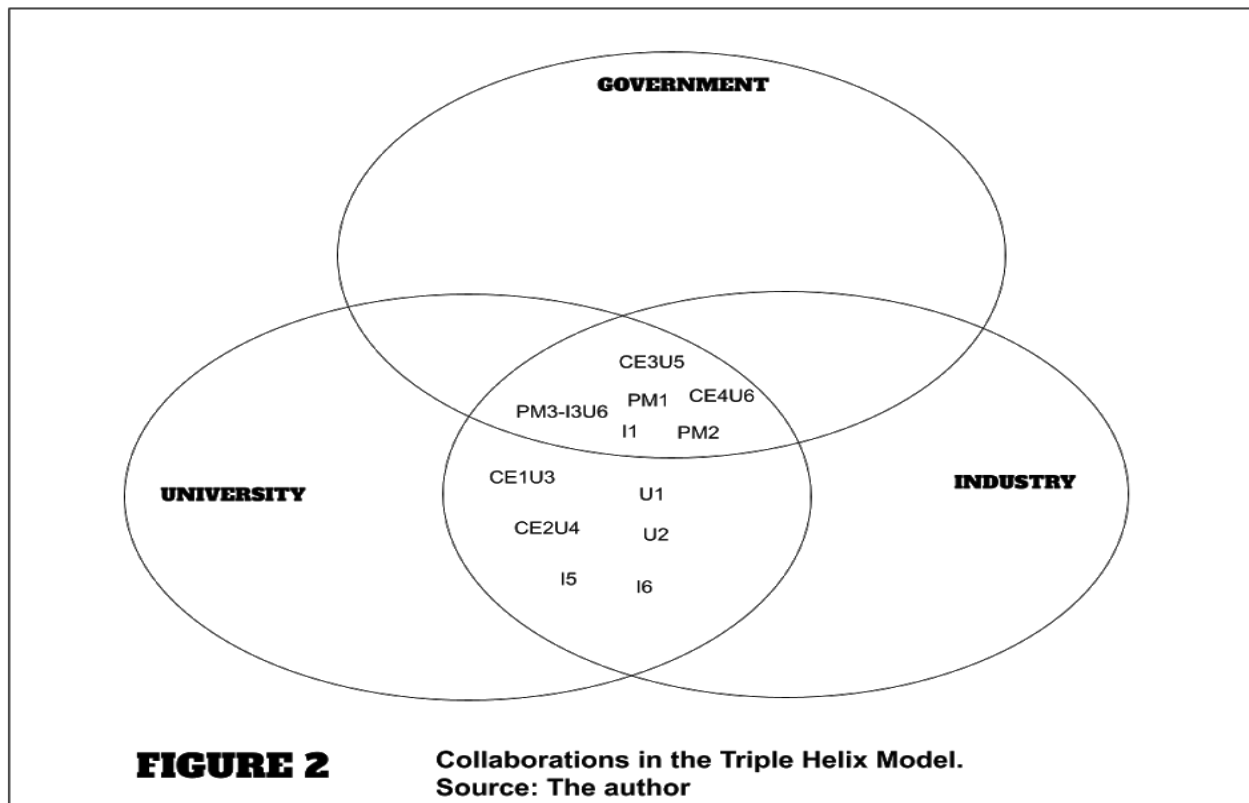 GOVERNMENT
CE3U5
PM1
CE4U6
PM3-I3U6
I1
PM2
CE1U3
UNIVERSITY
U1
INDUSTRY
CE2U4
U2
I5
I6
FIGURE 2
Collaborations in the Triple Helix Model.
Source: The author